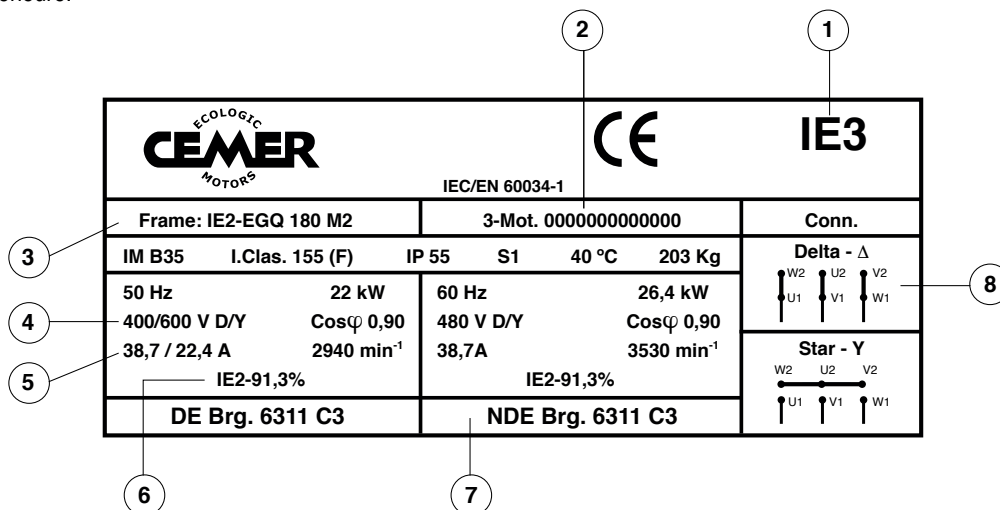 2
1
ECOLOGIC
CEMER
MOTORS
CE
IE3
IEC/EN 60034-1
Frame: IE2-EGQ 180 M2
3-Mot. 0000000000000
Conn.
3
IM B35 I.Clas. 155 (F) IP 55 S1 40 ºC 203 Kg
Delta - Δ
W2 U2 V2
U1 V1 W1
8
50 Hz 22 kW
60 Hz 26,4 kW
4
400/600 V D/Y Cosφ 0,90
480 V D/Y Cosφ 0,90
5
38,7 / 22,4 A 2940 min⁻¹
38,7A 3530 min⁻¹
Star - Y
W2 U2 V2
U1 V1 W1
IE2-91,3%
IE2-91,3%
DE Brg. 6311 C3
NDE Brg. 6311 C3
6
7